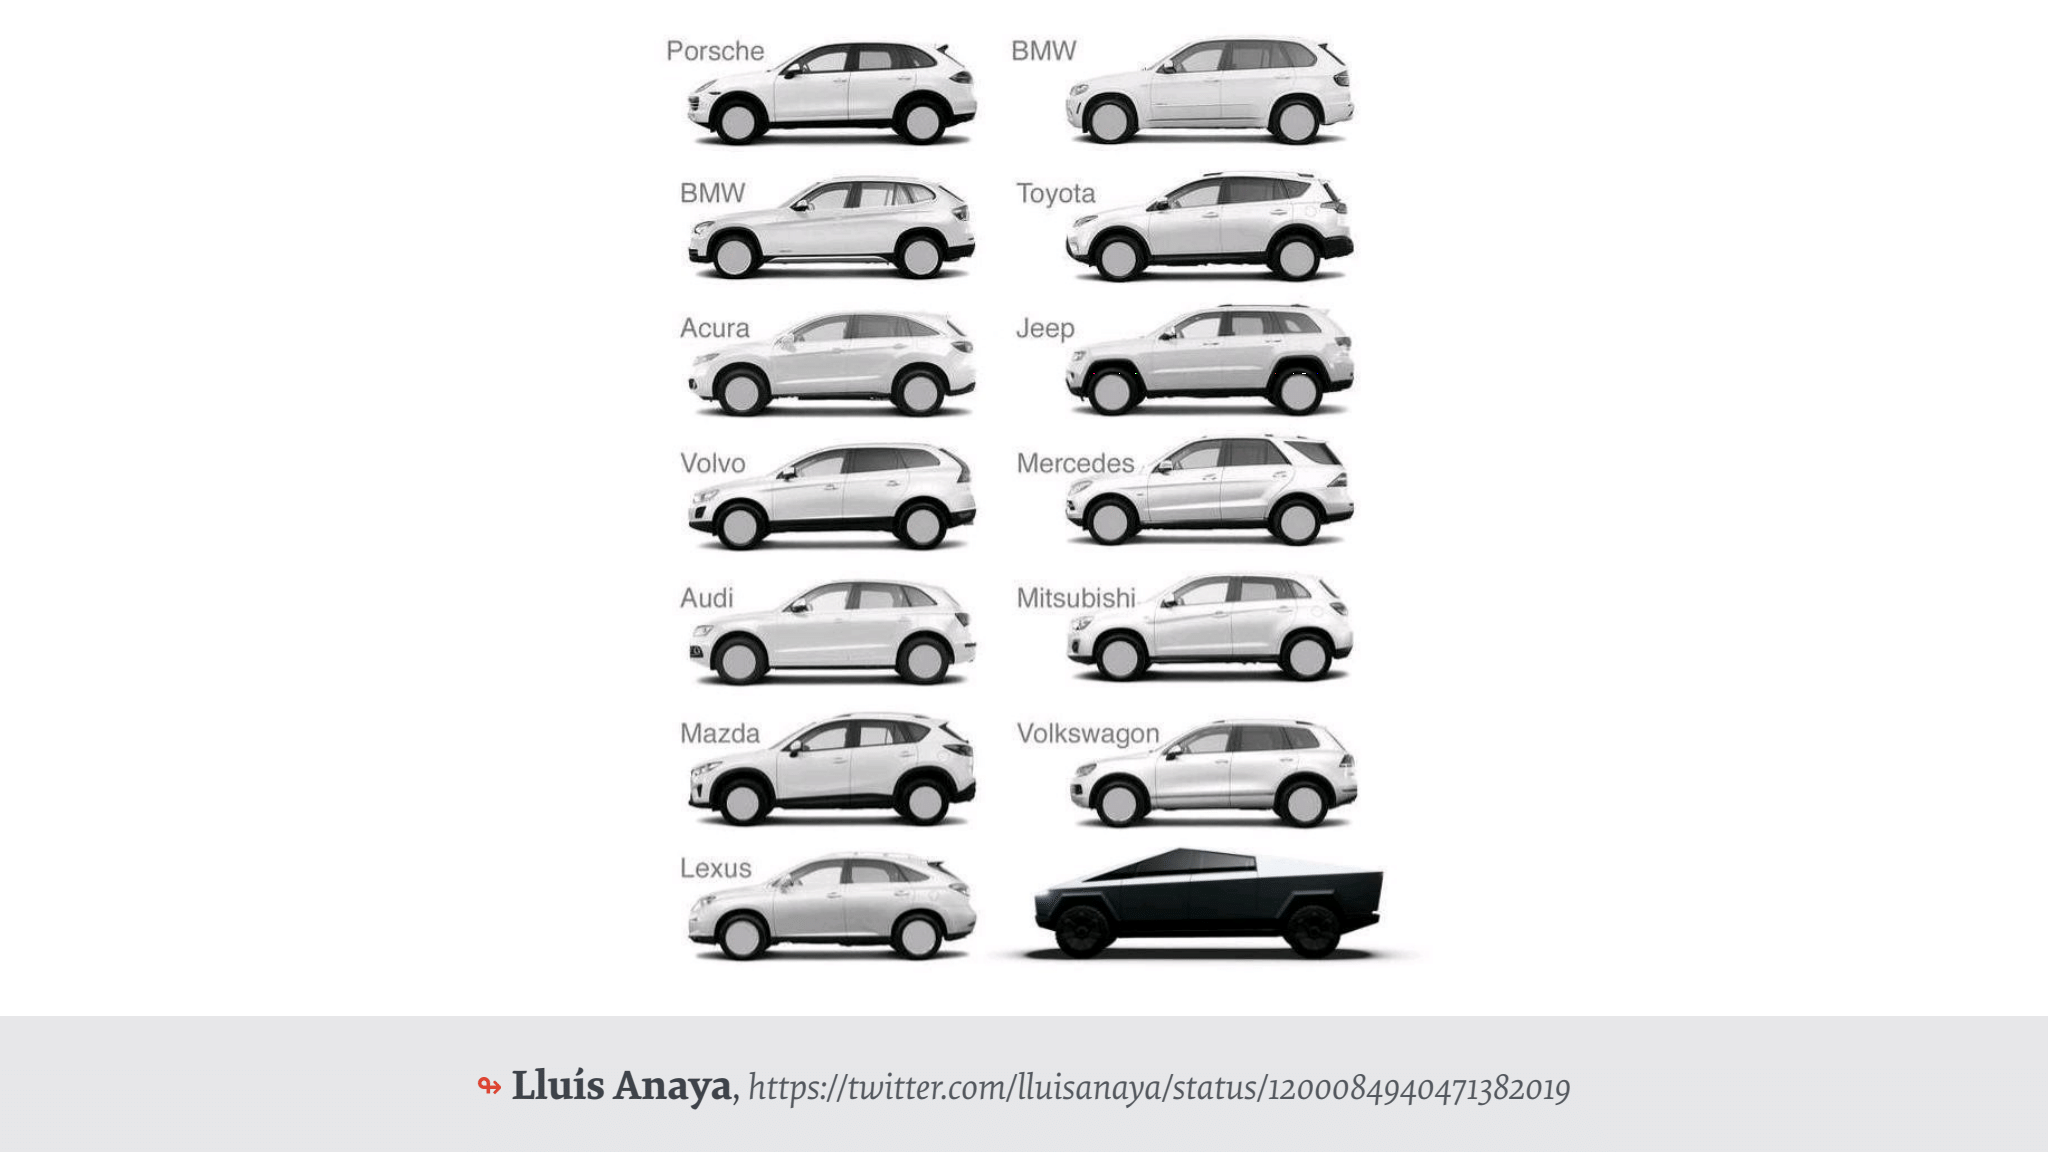 Porsche
BMW
BMW
Toyota
Acura
Jeep
Volvo
Mercedes
Audi
Mitsubishi
Mazda
Volkswagon
Lexus
↬ Lluís Anaya, https://twitter.com/lluisanaya/status/1200084940471382019